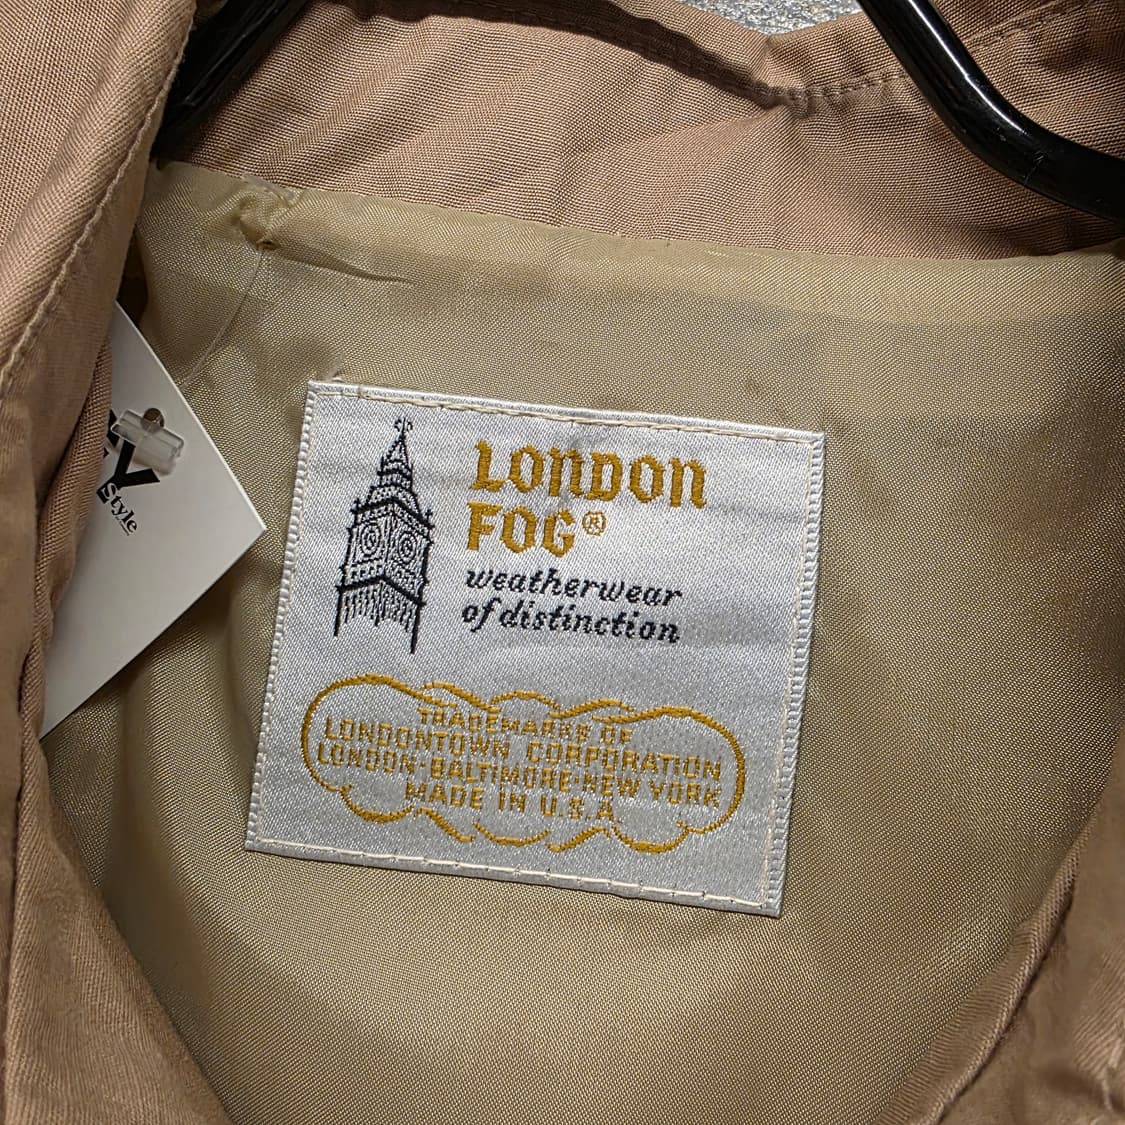 LONDON
FOG®
weatherwear
of distinction
TRADEMARKS OF
LONDONTOWN CORPORATION
LONDON·BALTIMORE·NEW YORK
MADE IN U.S.A.
Style